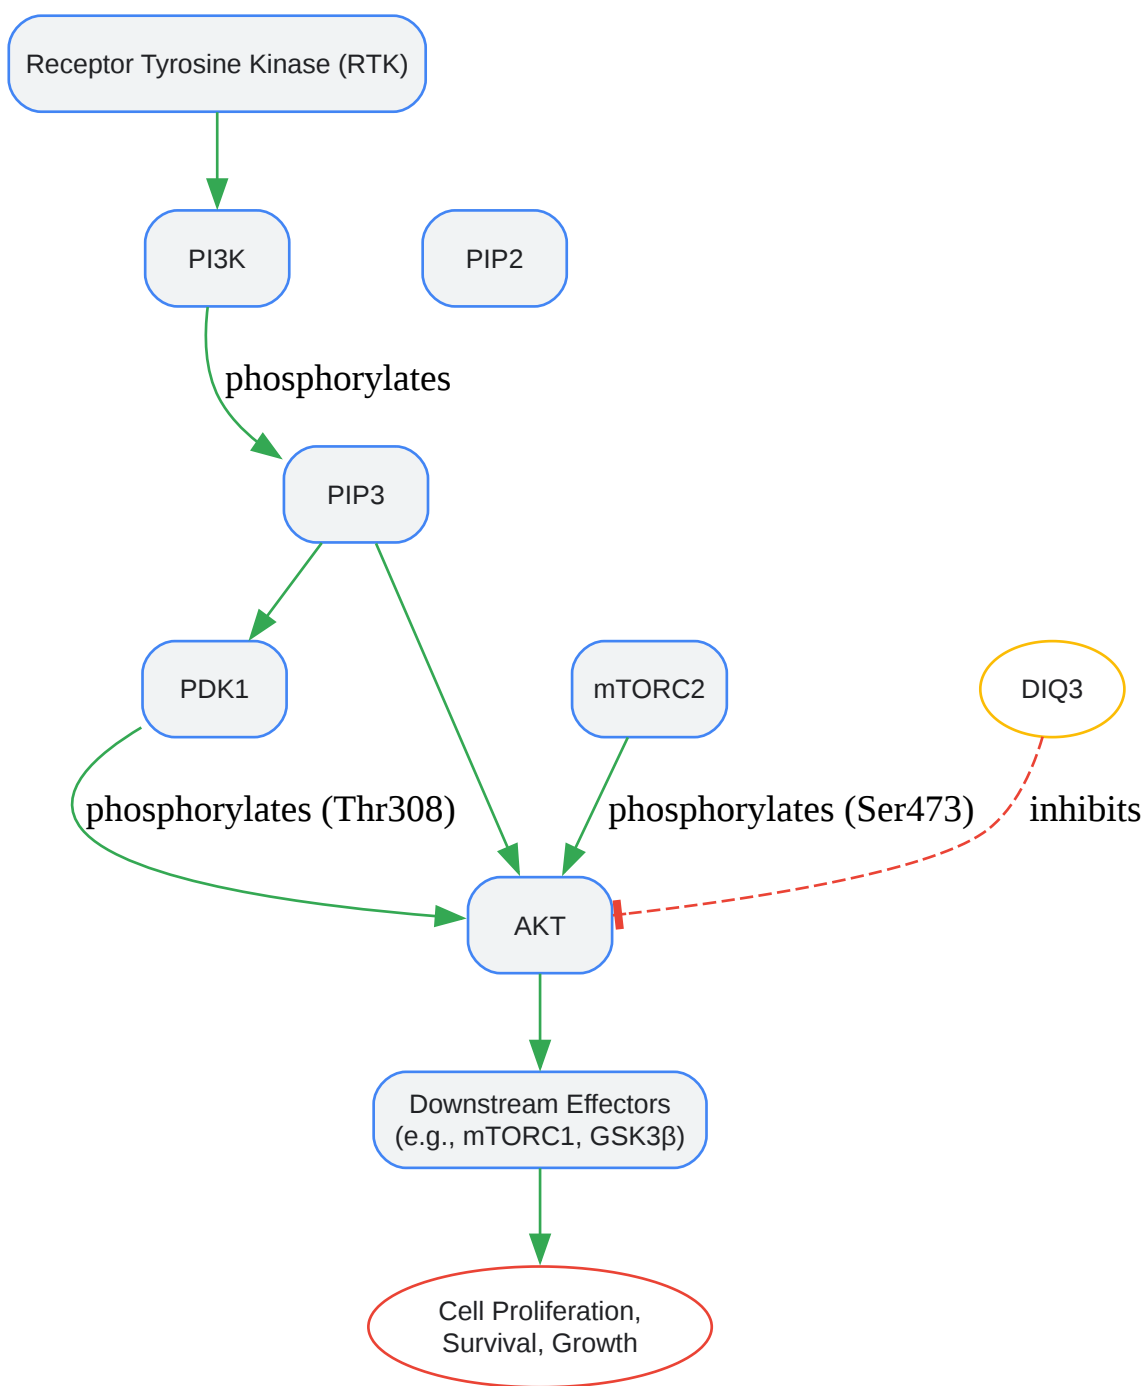 Receptor Tyrosine Kinase (RTK)
PI3K
PIP2
phosphorylates
PIP3
PDK1
mTORC2
DIQ3
phosphorylates (Thr308)
phosphorylates (Ser473)
inhibits
AKT
Downstream Effectors
(e.g., mTORC1, GSK3β)
Cell Proliferation,
Survival, Growth